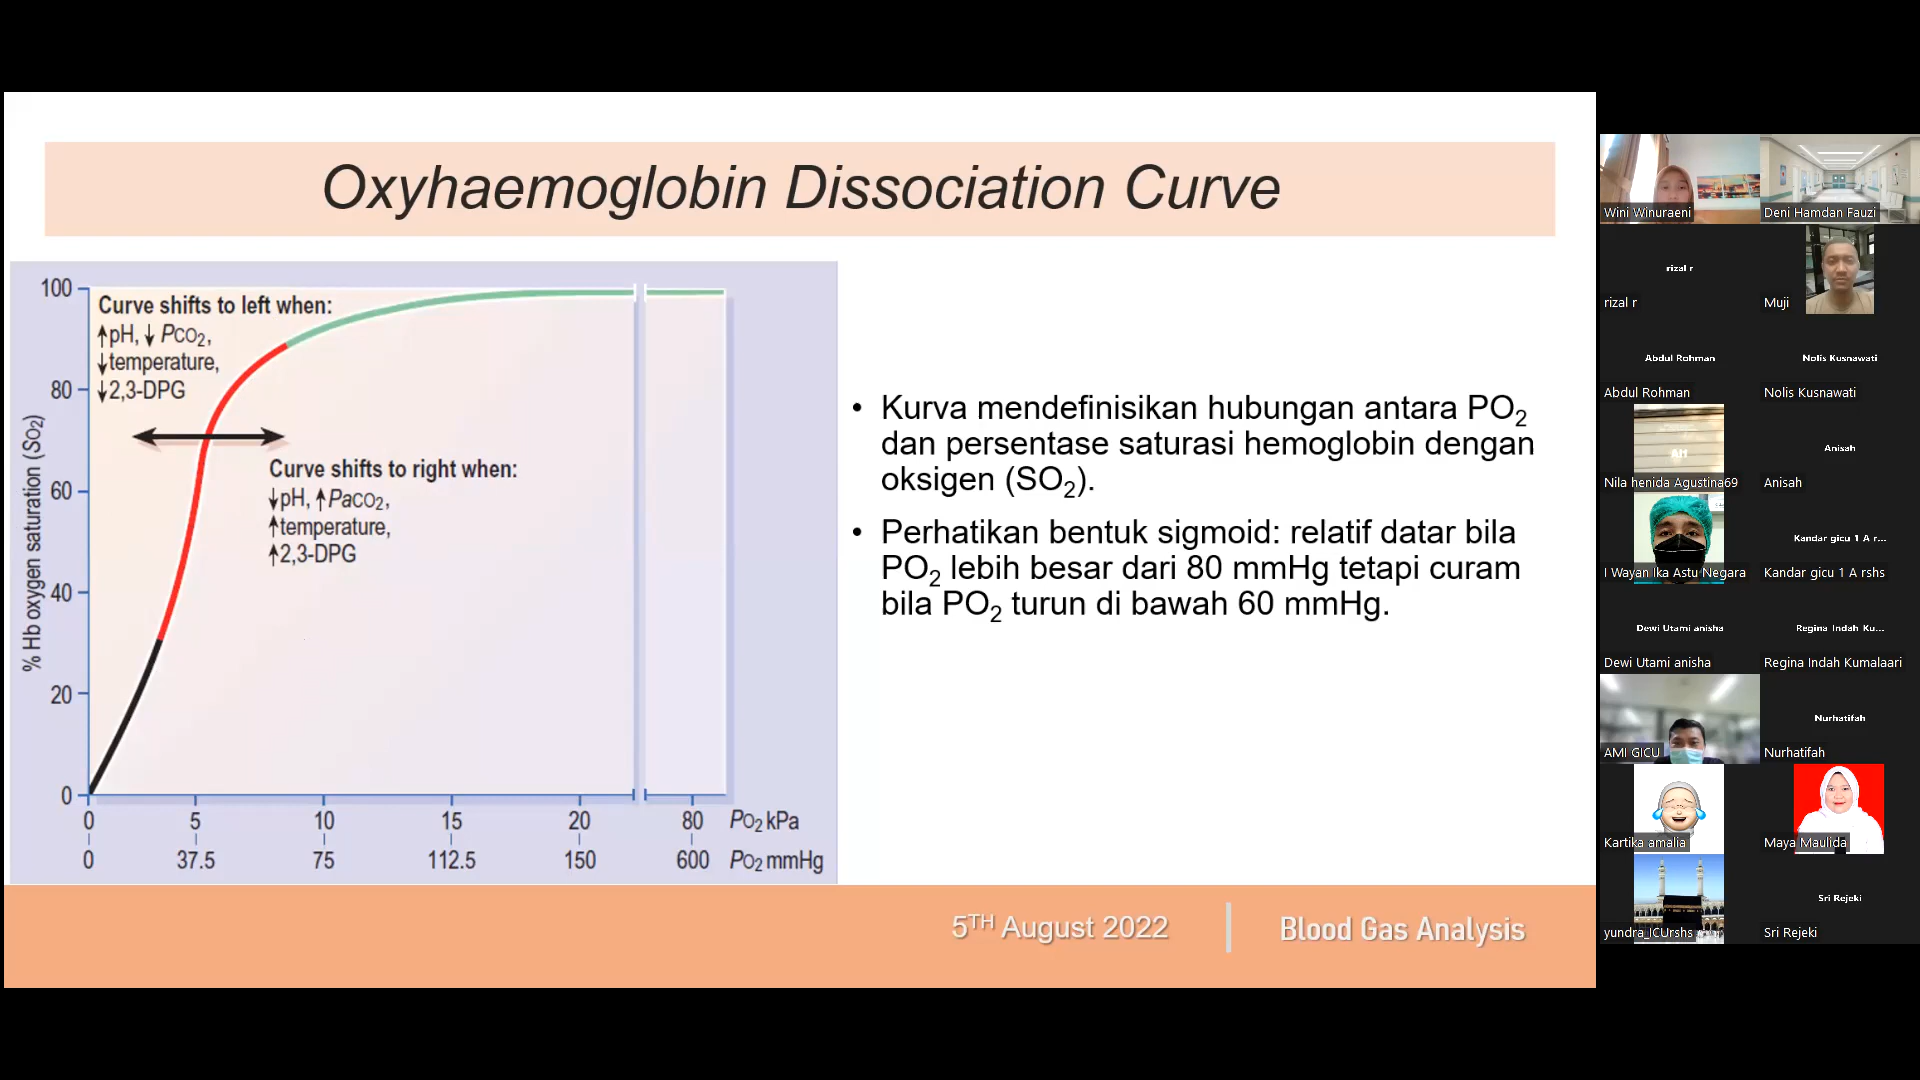 Oxyhaemoglobin Dissociation Curve
% Hb oxygen saturation (SO2)
100
80
60
40
20
0
Curve shifts to left when:
↑pH, ↓ PCO2,
↓temperature,
↓2,3-DPG
Curve shifts to right when:
↓pH, ↑PaCO2,
↑temperature,
↑2,3-DPG
0 5 10 15 20 80 PO2 kPa
0 37.5 75 112.5 150 600 PO2 mmHg
• Kurva mendefinisikan hubungan antara PO2
dan persentase saturasi hemoglobin dengan
oksigen (SO2).
• Perhatikan bentuk sigmoid: relatif datar bila
PO2 lebih besar dari 80 mmHg tetapi curam
bila PO2 turun di bawah 60 mmHg.
5TH August 2022 | Blood Gas Analysis
Wini Winuraeni
Deni Hamdan Fauzi
rizal r
rizal r
Muji
Abdul Rohman
Abdul Rohman
Nolis Kusnawati
Nolis Kusnawati
AH
Nila henida Agustina69
Anisah
Anisah
I Wayan Ika Astu Negara
Kandar gicu 1 A r...
Kandar gicu 1 A rshs
Dewi Utami anisha
Dewi Utami anisha
Regina Indah Ku...
Regina Indah Kumalaari
AMI GICU
Nurhatifah
Nurhatifah
Kartika amalia
Maya Maulida
yundra_ICUrshs
Sri Rejeki
Sri Rejeki